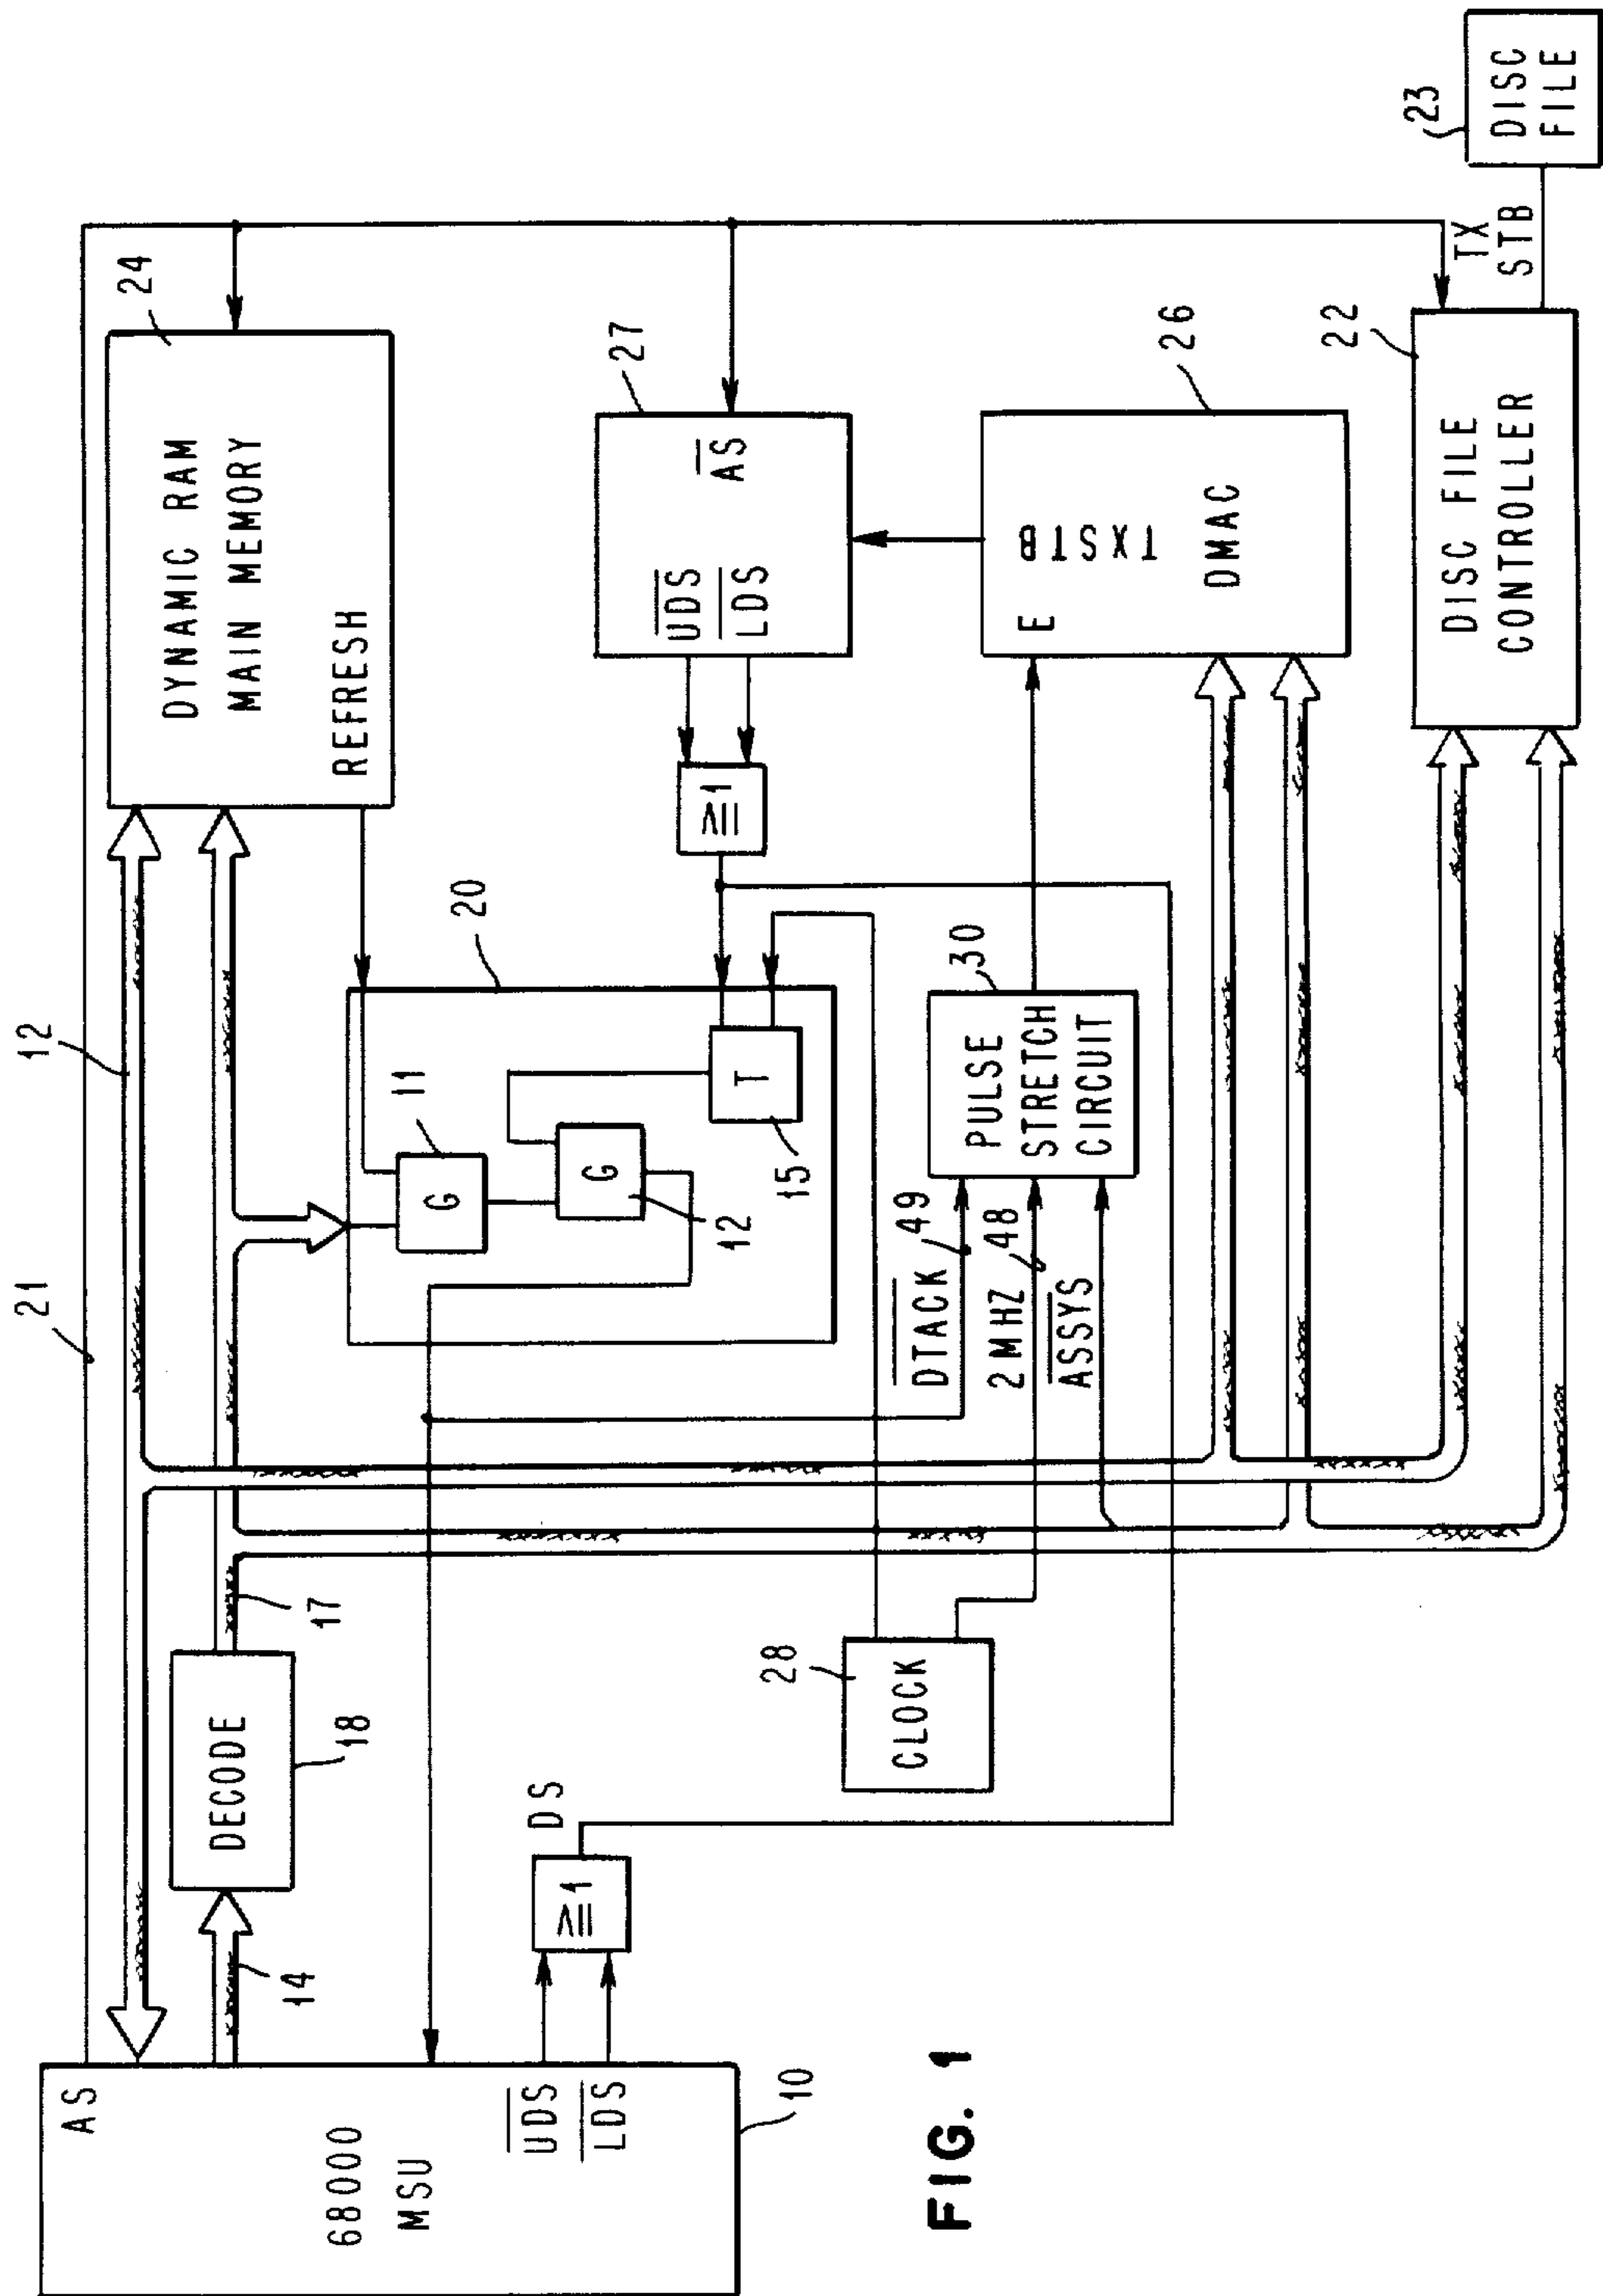 21
12
AS
68000
MSU
UDS
LDS
10
14
DECODE
18
17
DS
≥1
CLOCK
28
DTACK
49
2 MHZ
48
ASSYS
PULSE
STRETCH
CIRCUIT
30
G
11
G
12
T
15
20
DYNAMIC RAM
MAIN MEMORY
REFRESH
24
≥1
UDS
LDS
AS
27
E
TXSTB
DMAC
26
DISC FILE
CONTROLLER
22
TX
STB
DISC
FILE
23
FIG. 1